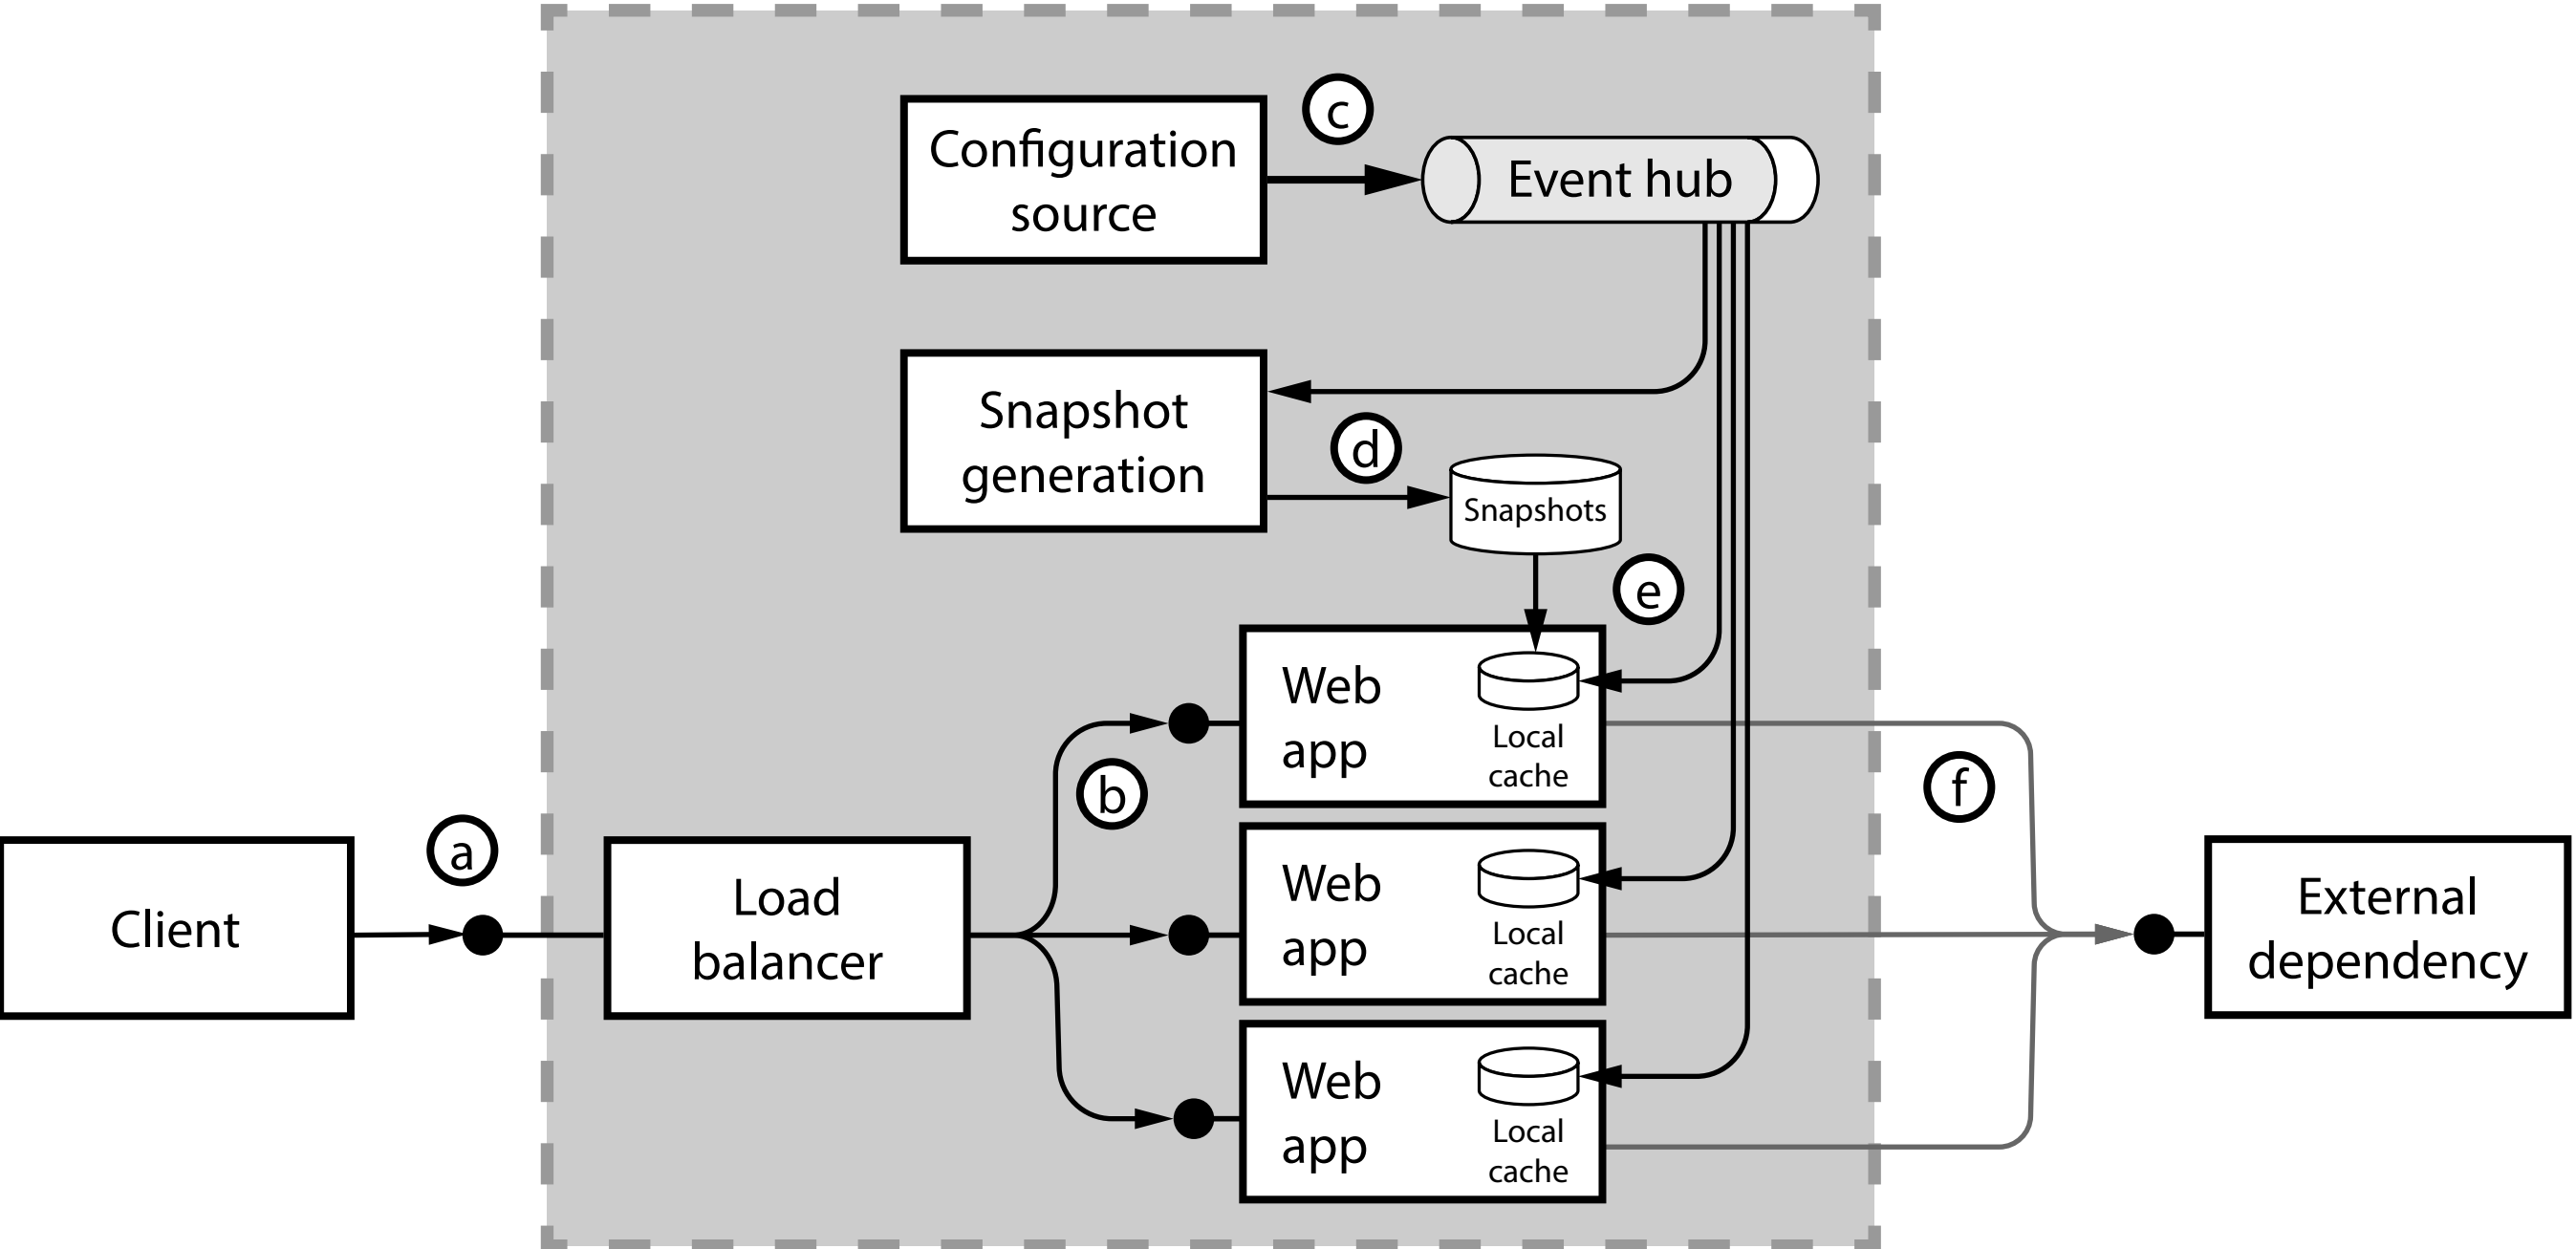 c
Configuration
source
Event hub
Snapshot
generation
d
Snapshots
e
Web
app
Local
cache
b
f
a
Client
Load
balancer
Web
app
Local
cache
External
dependency
Web
app
Local
cache